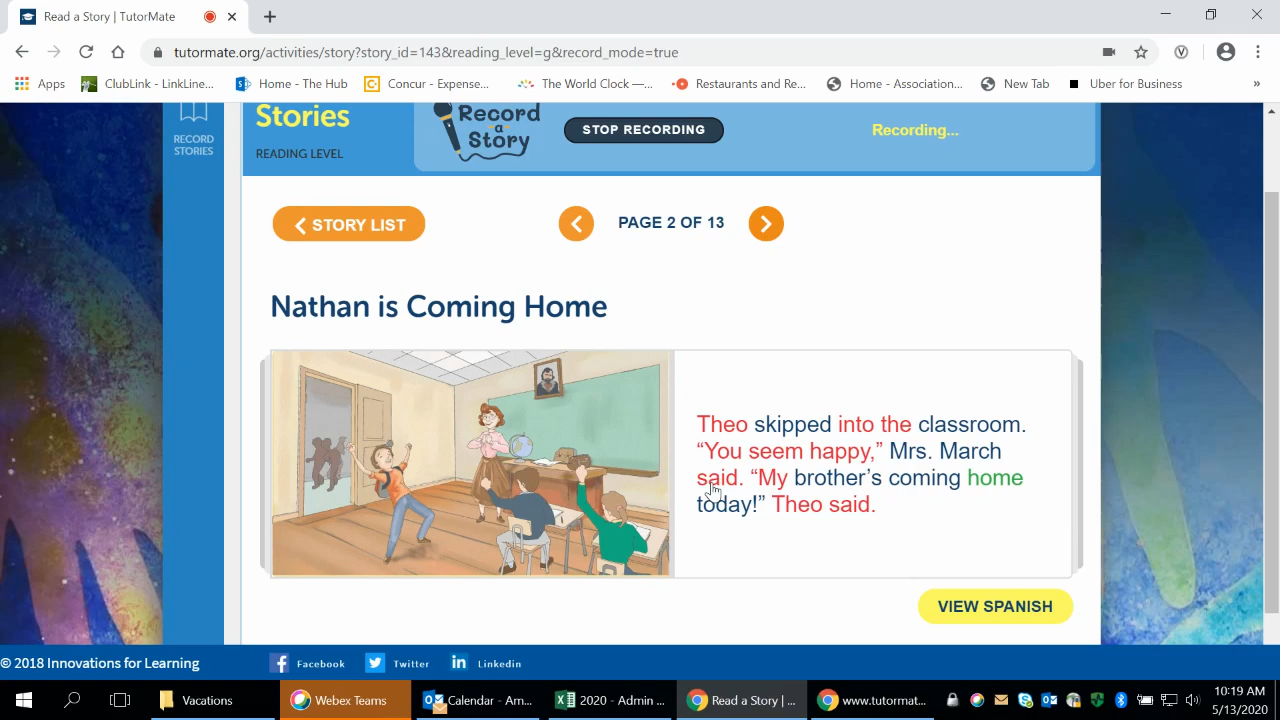 Read a Story | TutorMate
tutormate.org/activities/story?story_id=143&reading_level=g&record_mode=true
Apps
ClubLink - LinkLine...
Home - The Hub
Concur - Expense...
The World Clock —...
Restaurants and Re...
Home - Association...
New Tab
Uber for Business
»
RECORD
STORIES
Stories
READING LEVEL
Record
a
Story
STOP RECORDING
Recording...
STORY LIST
PAGE 2 OF 13
Nathan is Coming Home
Theo skipped into the classroom.
“You seem happy,” Mrs. March
said. “My brother’s coming home
today!” Theo said.
VIEW SPANISH
© 2018 Innovations for Learning
Facebook
Twitter
Linkedin
Vacations
Webex Teams
Calendar - Am...
2020 - Admin ...
Read a Story | ...
www.tutormat...
10:19 AM
5/13/2020